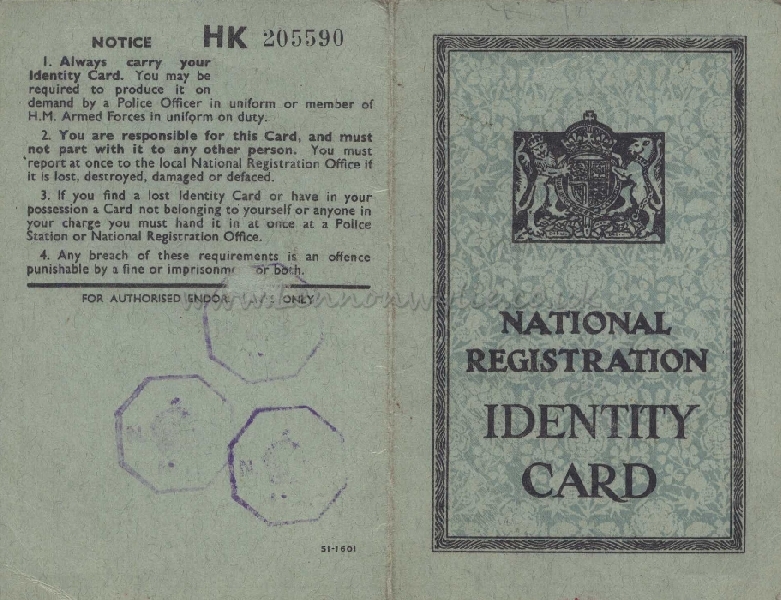 NOTICE HK 205590
1. Always carry your
Identity Card. You may be
required to produce it on
demand by a Police Officer in uniform or member of
H.M. Armed Forces in uniform on duty.
2. You are responsible for this Card, and must
not part with it to any other person. You must
report at once to the local National Registration Office if
it is lost, destroyed, damaged or defaced.
3. If you find a lost Identity Card or have in your
possession a Card not belonging to yourself or anyone in
your charge you must hand it in at once at a Police
Station or National Registration Office.
4. Any breach of these requirements is an offence
punishable by a fine or or both.
FOR AUTHORISED ONLY
N
N
51-1601
www.lennonwylie.co.uk
NATIONAL
REGISTRATION
IDENTITY
CARD